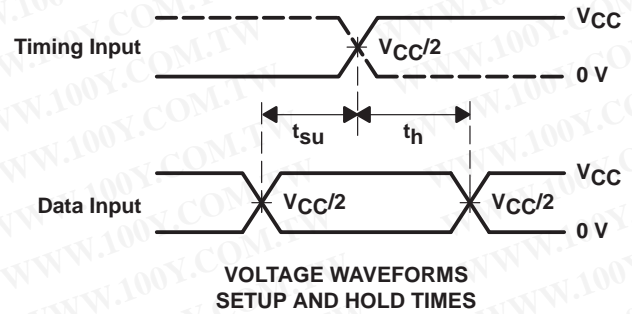 VCC
Timing Input
VCC/2
0 V
tsu
th
VCC
Data Input
VCC/2
VCC/2
0 V
VOLTAGE WAVEFORMS
SETUP AND HOLD TIMES
WWW.100Y.COM.TW